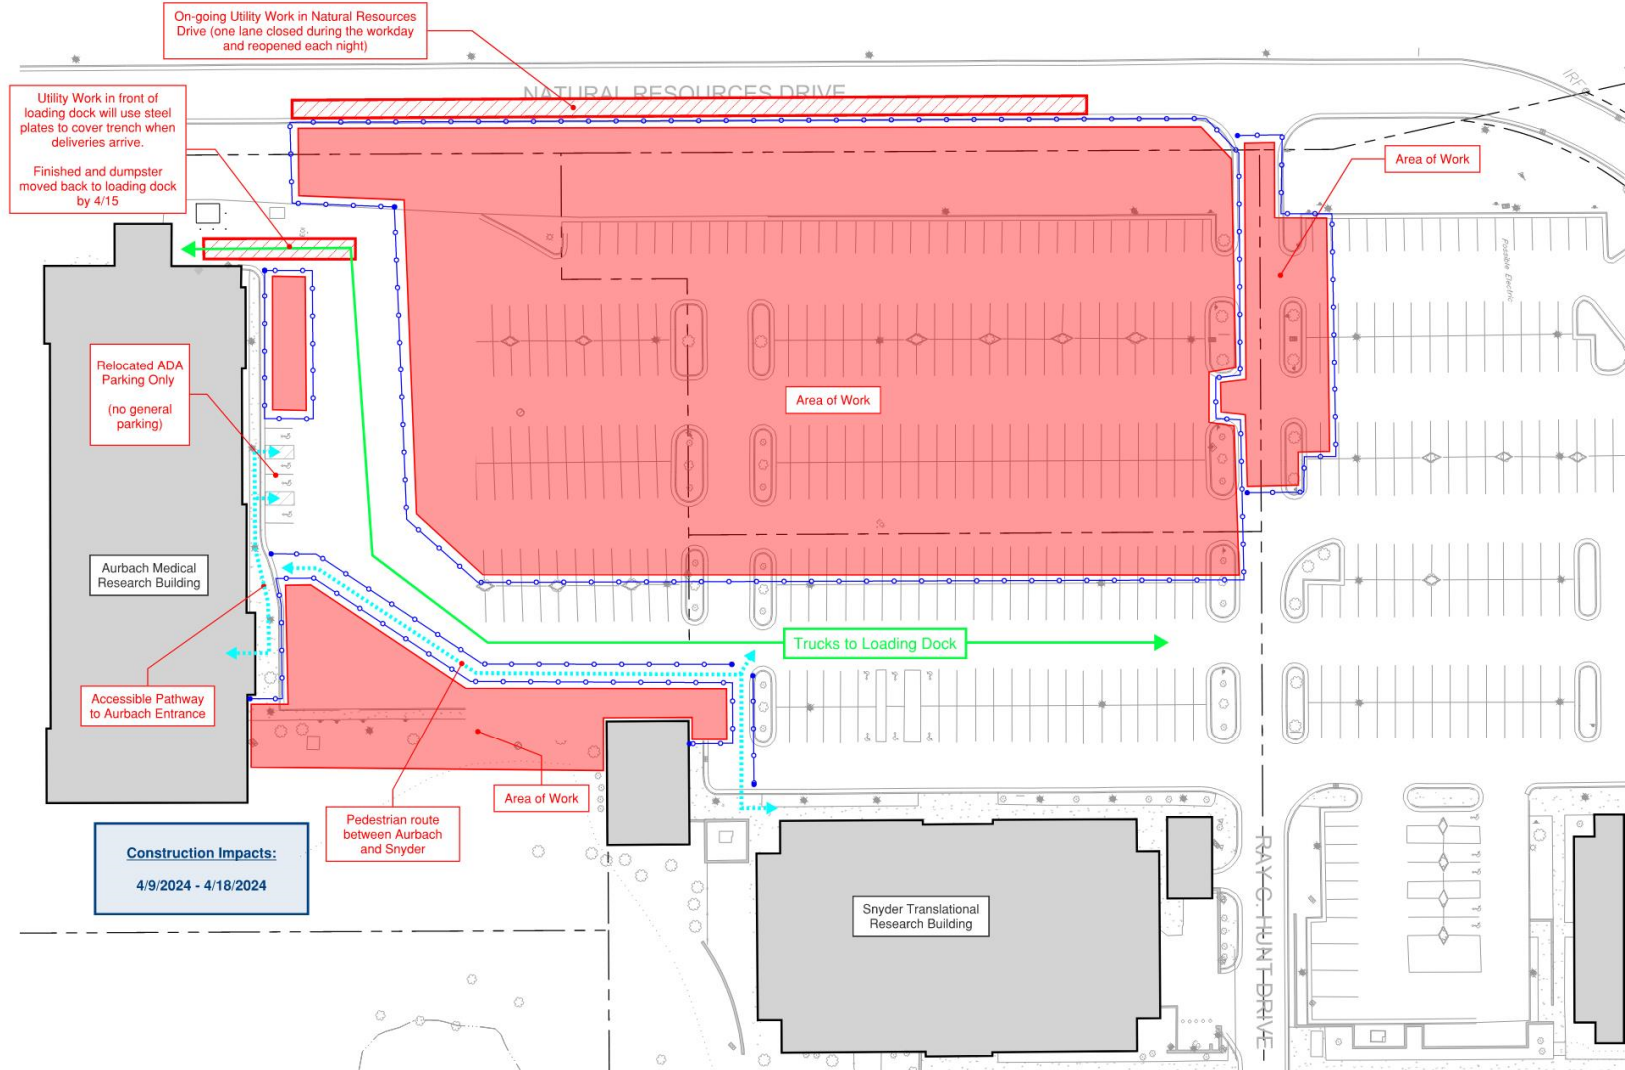 On-going Utility Work in Natural Resources
Drive (one lane closed during the workday
and reopened each night)
NATURAL RESOURCES DRIVE
Utility Work in front of
loading dock will use steel
plates to cover trench when
deliveries arrive.
Finished and dumpster
moved back to loading dock
by 4/15
Area of Work
Possible Electric
Relocated ADA
Parking Only
(no general
parking)
Area of Work
Aurbach Medical
Research Building
Trucks to Loading Dock
Accessible Pathway
to Aurbach Entrance
Area of Work
Pedestrian route
between Aurbach
and Snyder
Construction Impacts:
4/9/2024 - 4/18/2024
Snyder Translational
Research Building
RAY C. HUNT DRIVE